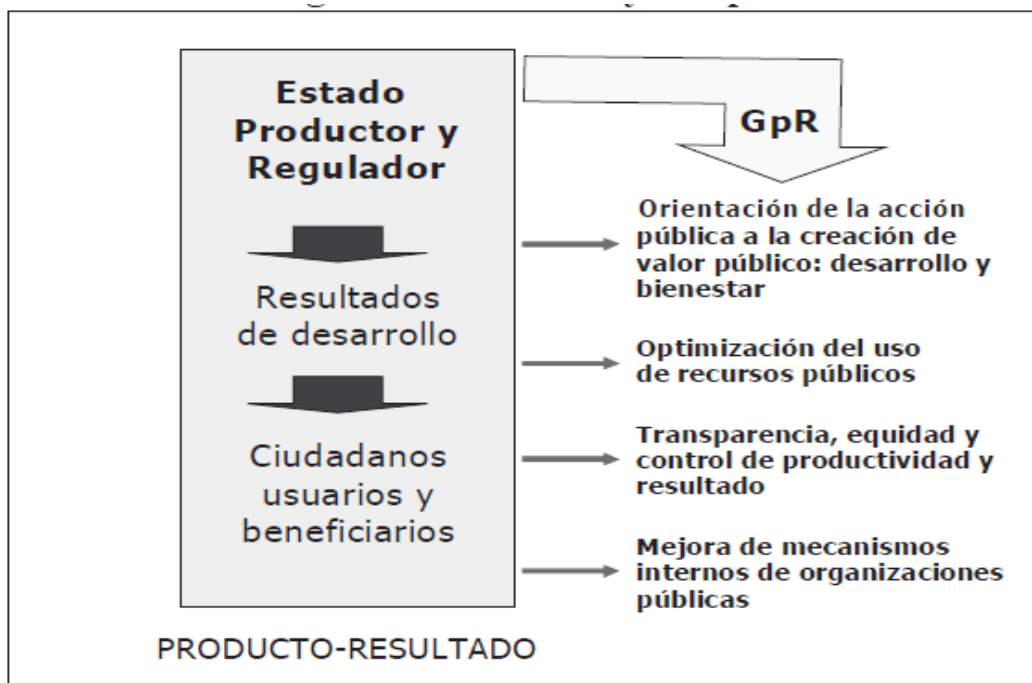 Estado
Productor y
Regulador
Resultados
de desarrollo
Ciudadanos
usuarios y
beneficiarios
PRODUCTO-RESULTADO
GpR
Orientación de la acción
pública a la creación de
valor público: desarrollo y
bienestar
Optimización del uso
de recursos públicos
Transparencia, equidad y
control de productividad y
resultado
Mejora de mecanismos
internos de organizaciones
públicas